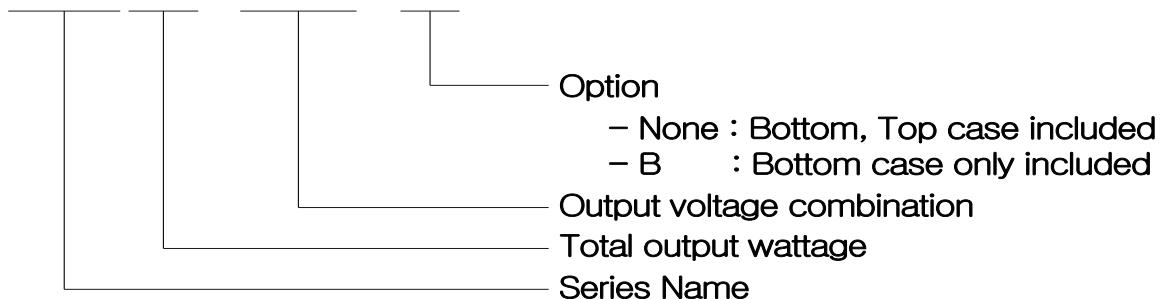 Option
- None : Bottom, Top case included
- B : Bottom case only included
Output voltage combination
Total output wattage
Series Name